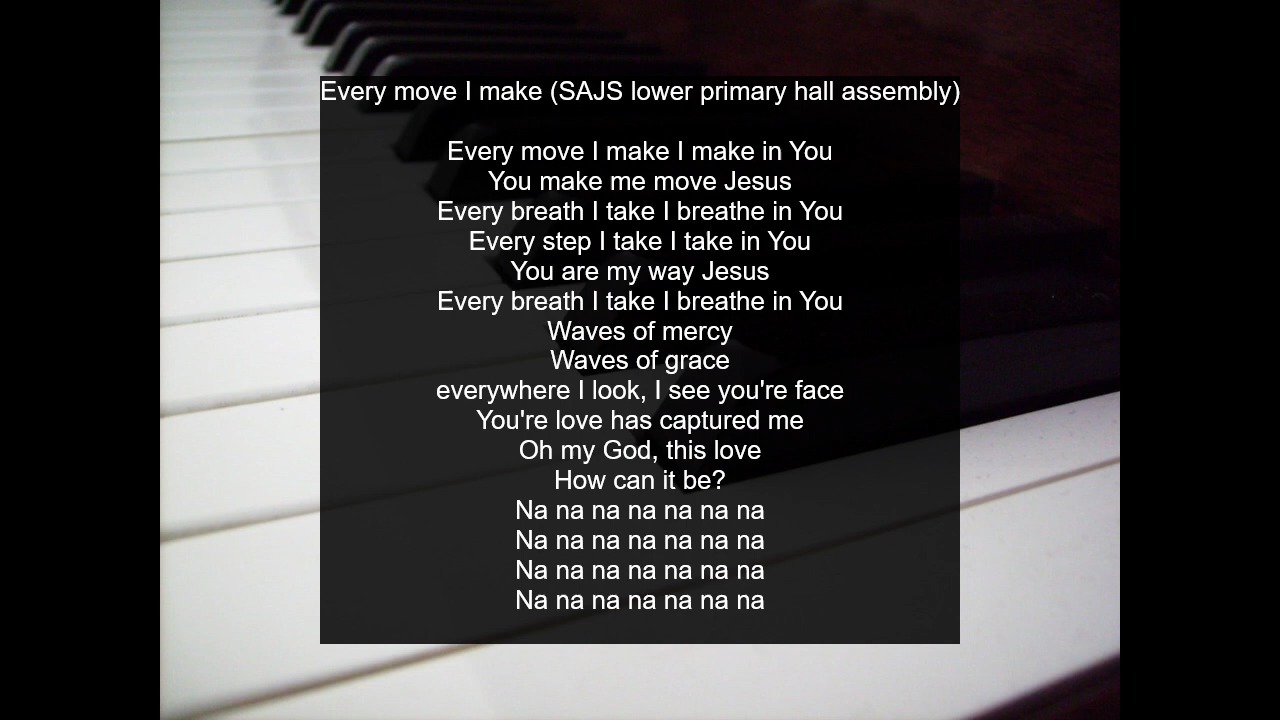 Every move I make (SAJS lower primary hall assembly)
Every move I make I make in You
You make me move Jesus
Every breath I take I breathe in You
Every step I take I take in You
You are my way Jesus
Every breath I take I breathe in You
Waves of mercy
Waves of grace
everywhere I look, I see you're face
You're love has captured me
Oh my God, this love
How can it be?
Na na na na na na na
Na na na na na na na
Na na na na na na na
Na na na na na na na